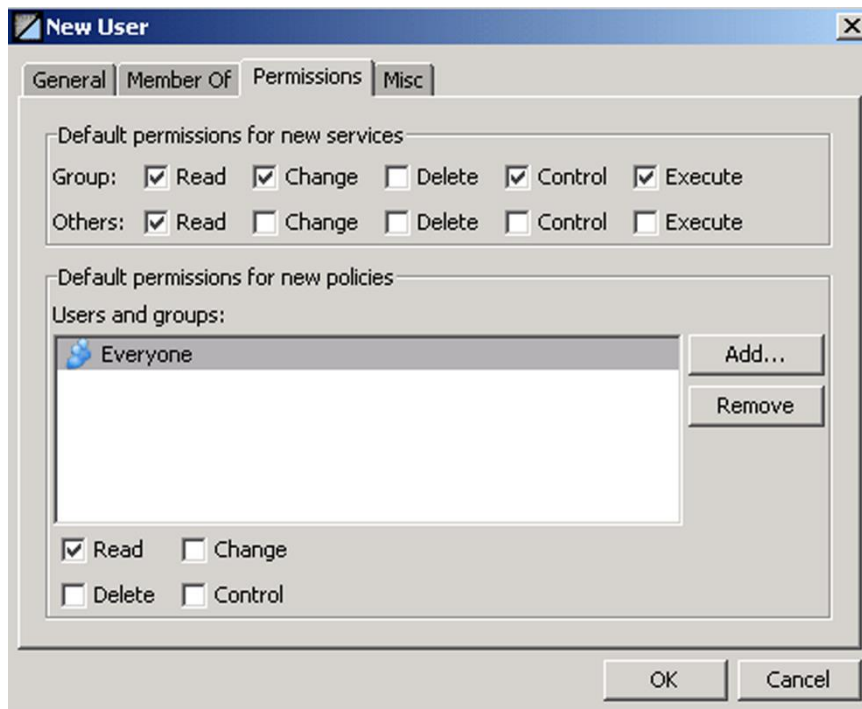 New User
General Member Of Permissions Misc
Default permissions for new services
Group: Read Change Delete Control Execute
Others: Read Change Delete Control Execute
Default permissions for new policies
Users and groups:
Everyone Add...
Remove
Read Change
Delete Control
OK Cancel